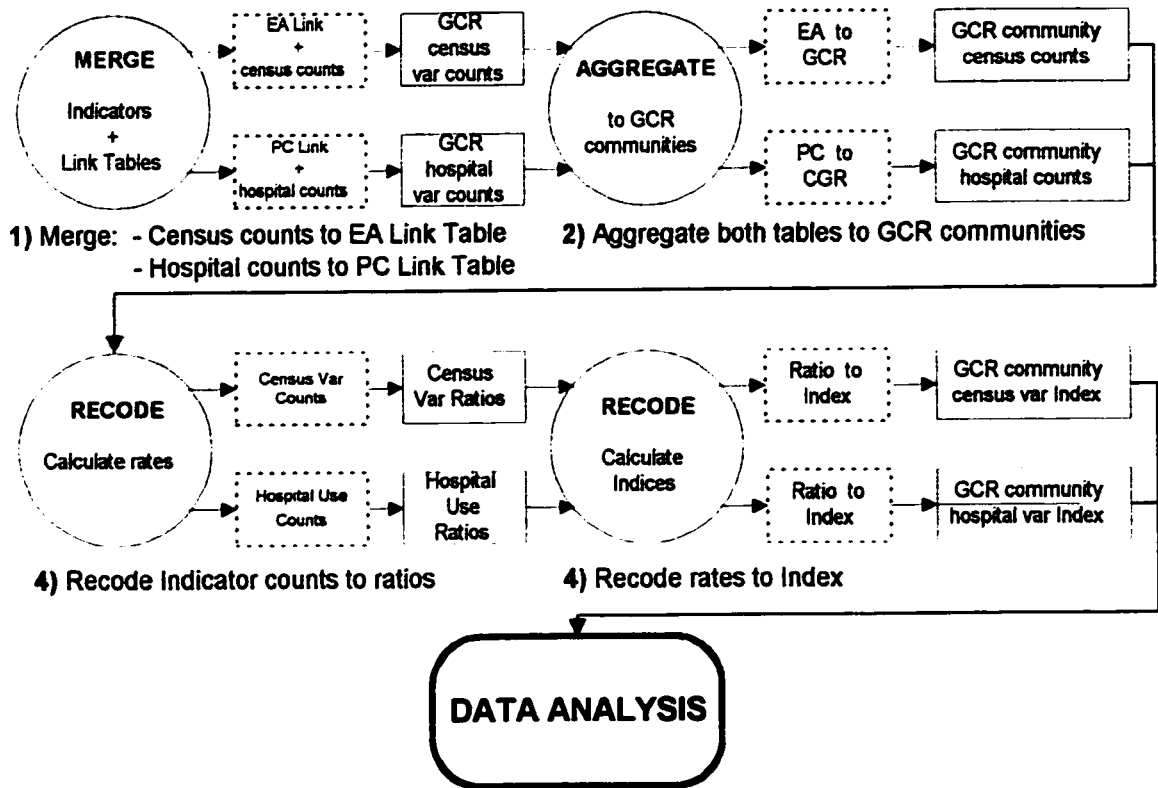 MERGE
Indicators
+
Link Tables
EA Link
+
census counts
GCR
census
var counts
PC Link
+
hospital counts
GCR
hospital
var counts
AGGREGATE
to GCR
communities
EA to
GCR
GCR community
census counts
PC to
CGR
GCR community
hospital counts
1) Merge: - Census counts to EA Link Table
- Hospital counts to PC Link Table
2) Aggregate both tables to GCR communities
RECODE
Calculate rates
Census Var
Counts
Census
Var Ratios
Hospital Use
Counts
Hospital
Use
Ratios
RECODE
Calculate
Indices
Ratio to
Index
GCR community
census var Index
Ratio to
Index
GCR community
hospital var Index
4) Recode Indicator counts to ratios
4) Recode rates to Index
DATA ANALYSIS